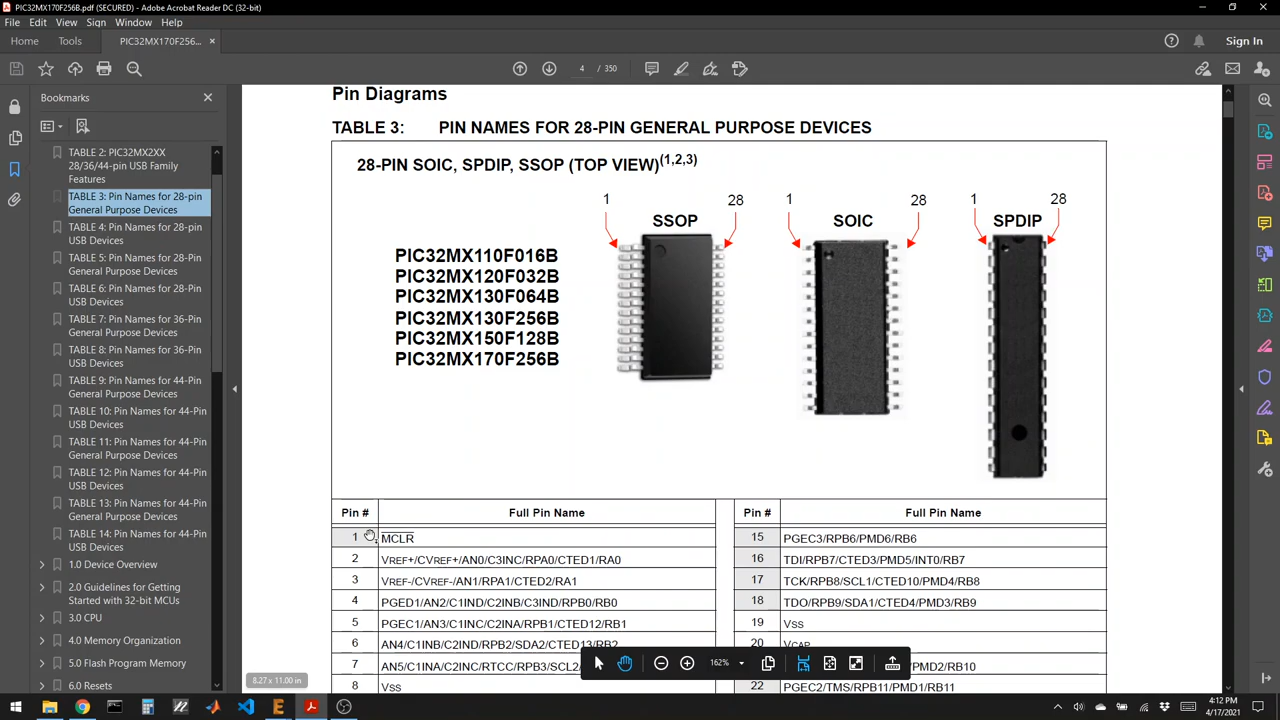 PIC32MX170F256B.pdf (SECURED) - Adobe Acrobat Reader DC (32-bit)
File Edit View Sign Window Help
Home Tools PIC32MX170F256... × Sign In
4 / 350
Bookmarks
TABLE 2: PIC32MX2XX
28/36/44-pin USB Family
Features
TABLE 3: Pin Names for 28-pin
General Purpose Devices
TABLE 4: Pin Names for 28-pin
USB Devices
TABLE 5: Pin Names for 28-pin
General Purpose Devices
TABLE 6: Pin Names for 28-pin
USB Devices
TABLE 7: Pin Names for 36-pin
General Purpose Devices
TABLE 8: Pin Names for 36-pin
USB Devices
TABLE 9: Pin Names for 44-pin
General Purpose Devices
TABLE 10: Pin Names for 44-pin
USB Devices
TABLE 11: Pin Names for 44-pin
General Purpose Devices
TABLE 12: Pin Names for 44-pin
USB Devices
TABLE 13: Pin Names for 44-pin
General Purpose Devices
TABLE 14: Pin Names for 44-pin
USB Devices
1.0 Device Overview
2.0 Guidelines for Getting
Started with 32-bit MCUs
3.0 CPU
4.0 Memory Organization
5.0 Flash Program Memory
6.0 Resets
Pin Diagrams
TABLE 3: PIN NAMES FOR 28-PIN GENERAL PURPOSE DEVICES
28-PIN SOIC, SPDIP, SSOP (TOP VIEW)(1,2,3)
1 28 1 28 1 28
SSOP SOIC SPDIP
PIC32MX110F016B
PIC32MX120F032B
PIC32MX130F064B
PIC32MX130F256B
PIC32MX150F128B
PIC32MX170F256B
Pin # Full Pin Name Pin # Full Pin Name
1 MCLR 15 PGEC3/RPB6/PMD6/RB6
2 VREF+/CVREF+/AN0/C3INC/RPA0/CTED1/RA0 16 TDI/RPB7/CTED3/PMD5/INT0/RB7
3 VREF-/CVREF-/AN1/RPA1/CTED2/RA1 17 TCK/RPB8/SCL1/CTED10/PMD4/RB8
4 PGED1/AN2/C1IND/C2INB/C3IND/RPB0/RB0 18 TDO/RPB9/SDA1/CTED4/PMD3/RB9
5 PGEC1/AN3/C1INC/C2INA/RPB1/CTED12/RB1 19 VSS
6 AN4/C1INB/C2IND/RPB2/SDA2/CTED13/RB2 20 VCAP
7 AN5/C1INA/C2INC/RTCC/RPB3/SCL2/ /PMD2/RB10
8 VSS 22 PGEC2/TMS/RPB11/PMD1/RB11
162%
8.27 x 11.00 in
4:12 PM
4/17/2021